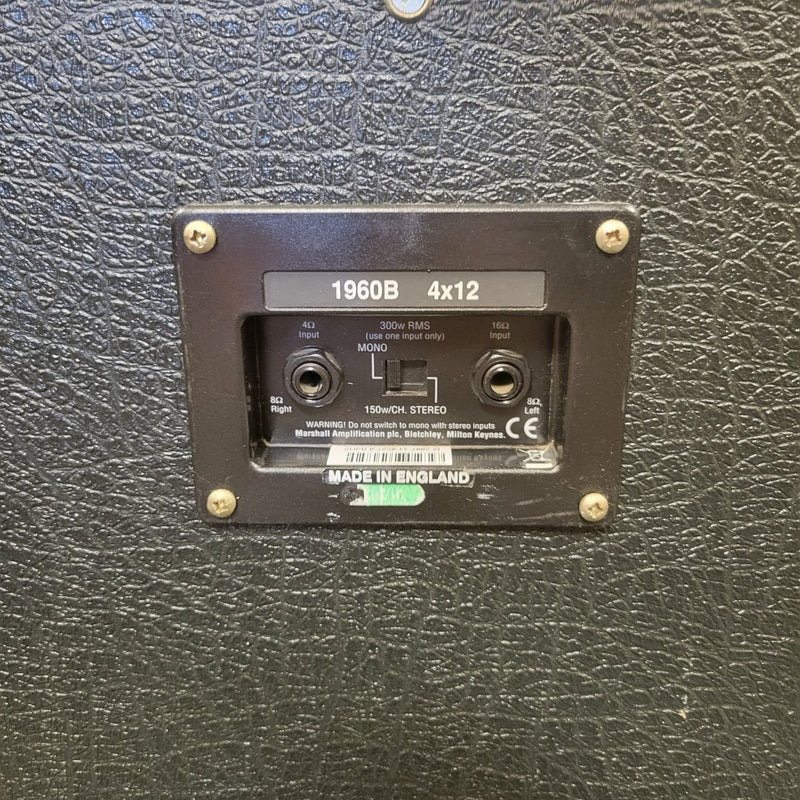 1960B 4x12
4Ω Input
300w RMS
(use one input only)
16Ω Input
MONO
8Ω Right
150w/CH. STEREO
8Ω Left
WARNING! Do not switch to mono with stereo inputs
Marshall Amplification plc, Bletchley, Milton Keynes.
CE
MADE IN ENGLAND